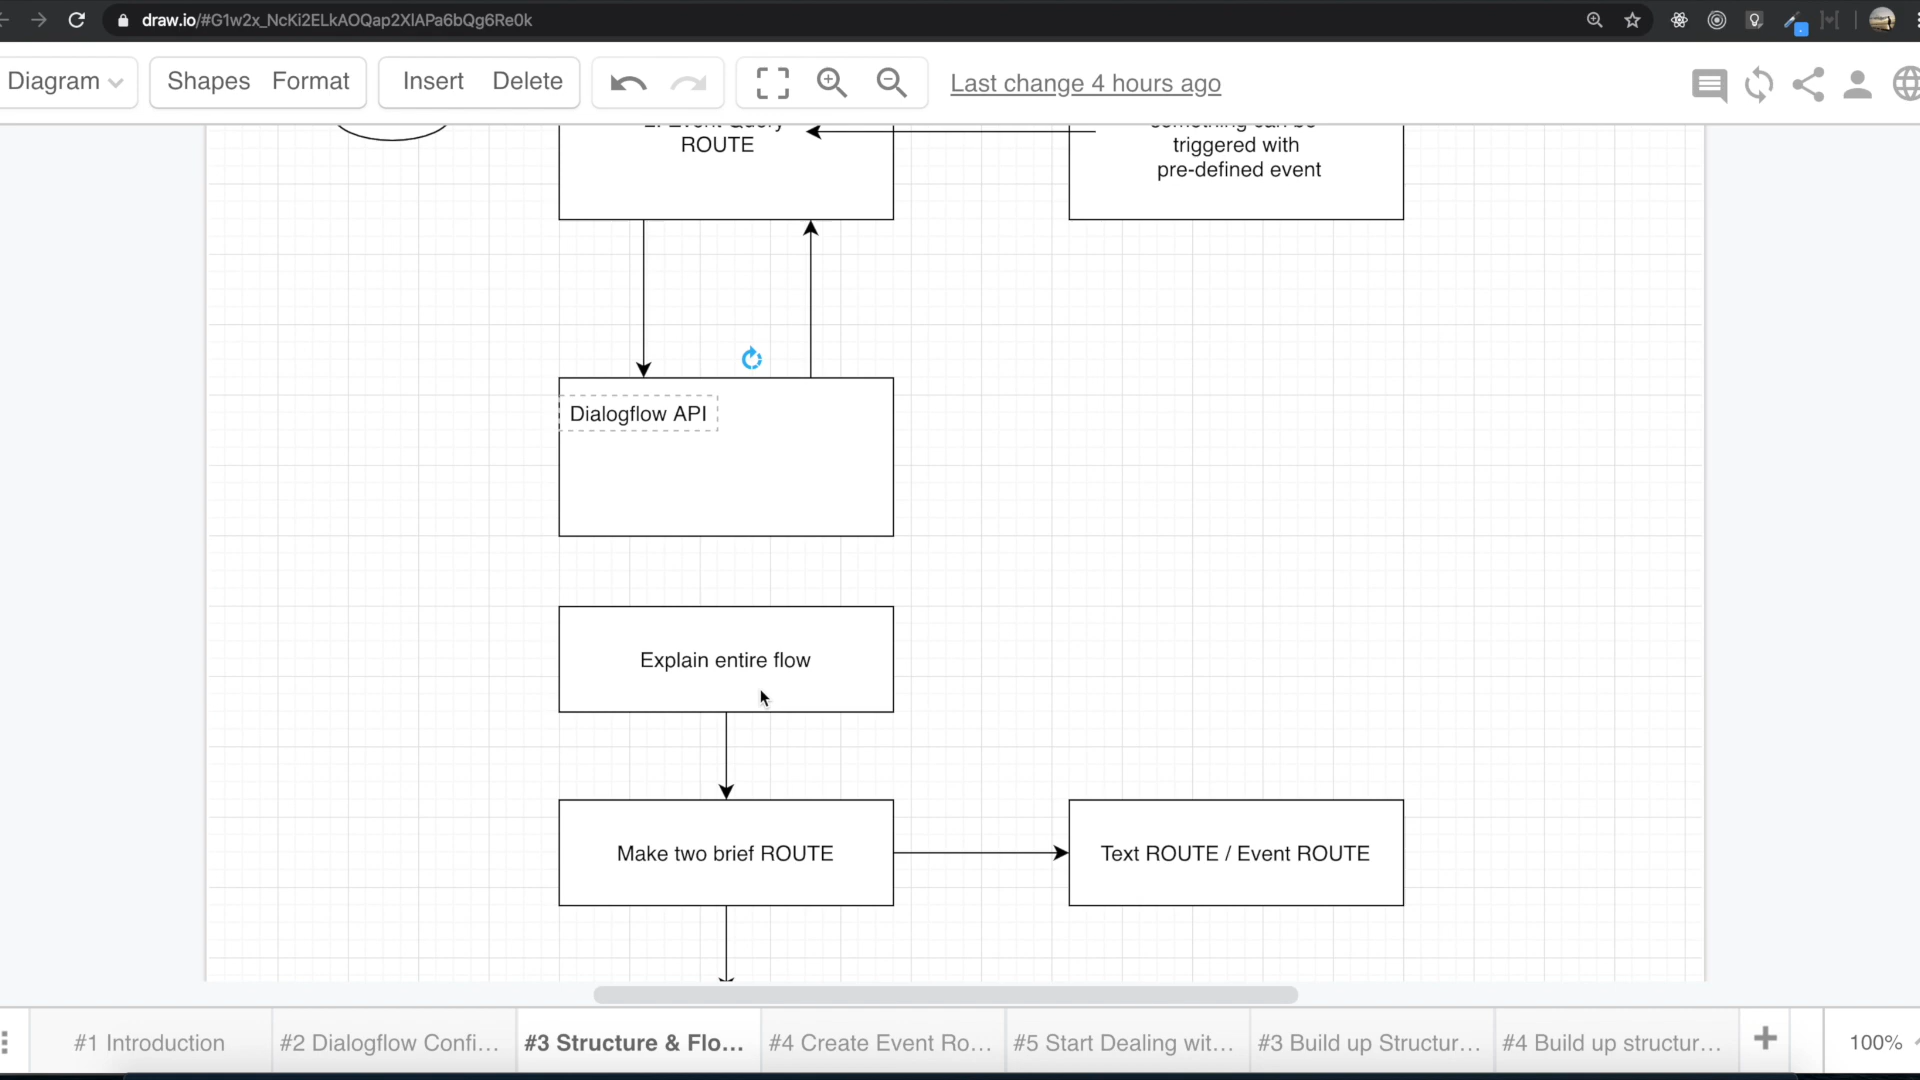 draw.io/#G1w2x_NcKi2ELkAOQap2XIAPa6bQg6Re0k
Diagram
Shapes Format
Insert Delete
Last change 4 hours ago
ROUTE
triggered with
pre-defined event
Dialogflow API
Explain entire flow
Make two brief ROUTE
Text ROUTE / Event ROUTE
#1 Introduction
#2 Dialogflow Confi...
#3 Structure & Flo...
#4 Create Event Ro...
#5 Start Dealing wit...
#3 Build up Structur...
#4 Build up structur...
100%